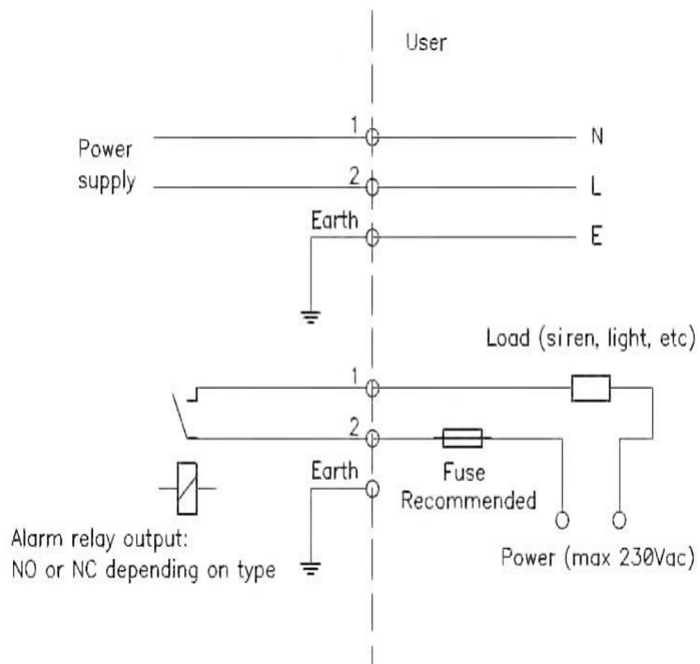 User
1
N
Power
supply
2
L
Earth
E
Load (siren, light, etc)
1
2
Earth
Fuse
Recommended
Alarm relay output:
NO or NC depending on type
Power (max 230Vac)